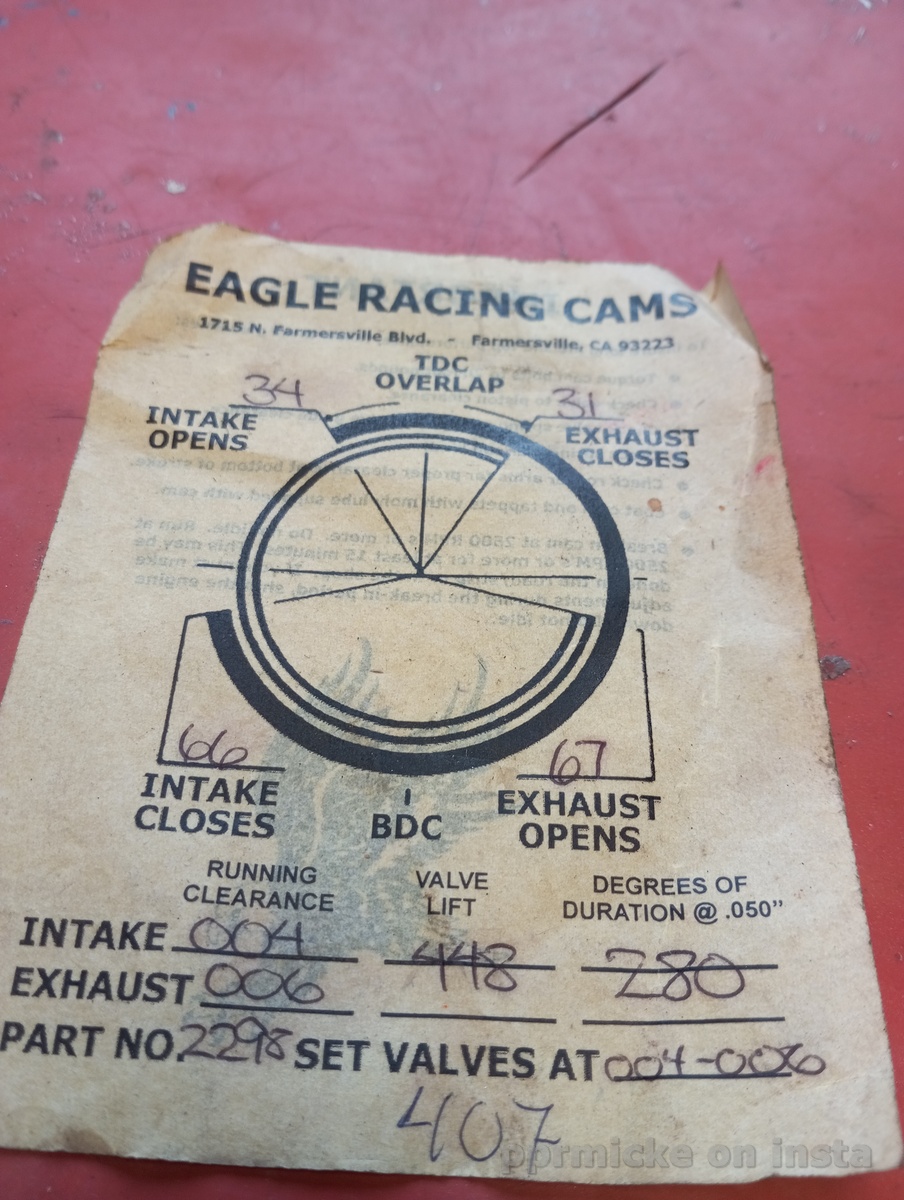 EAGLE RACING CAMS
1715 N. Farmersville Blvd. - Farmersville, CA 93223
TDC
OVERLAP
34
INTAKE
OPENS
31
EXHAUST
CLOSES
66
INTAKE
CLOSES
BDC
67
EXHAUST
OPENS
RUNNING
CLEARANCE
VALVE
LIFT
DEGREES OF
DURATION @ .050”
INTAKE 004 448 280
EXHAUST 006
PART NO. 2298 SET VALVES AT 004-006
407
pprmicke on insta